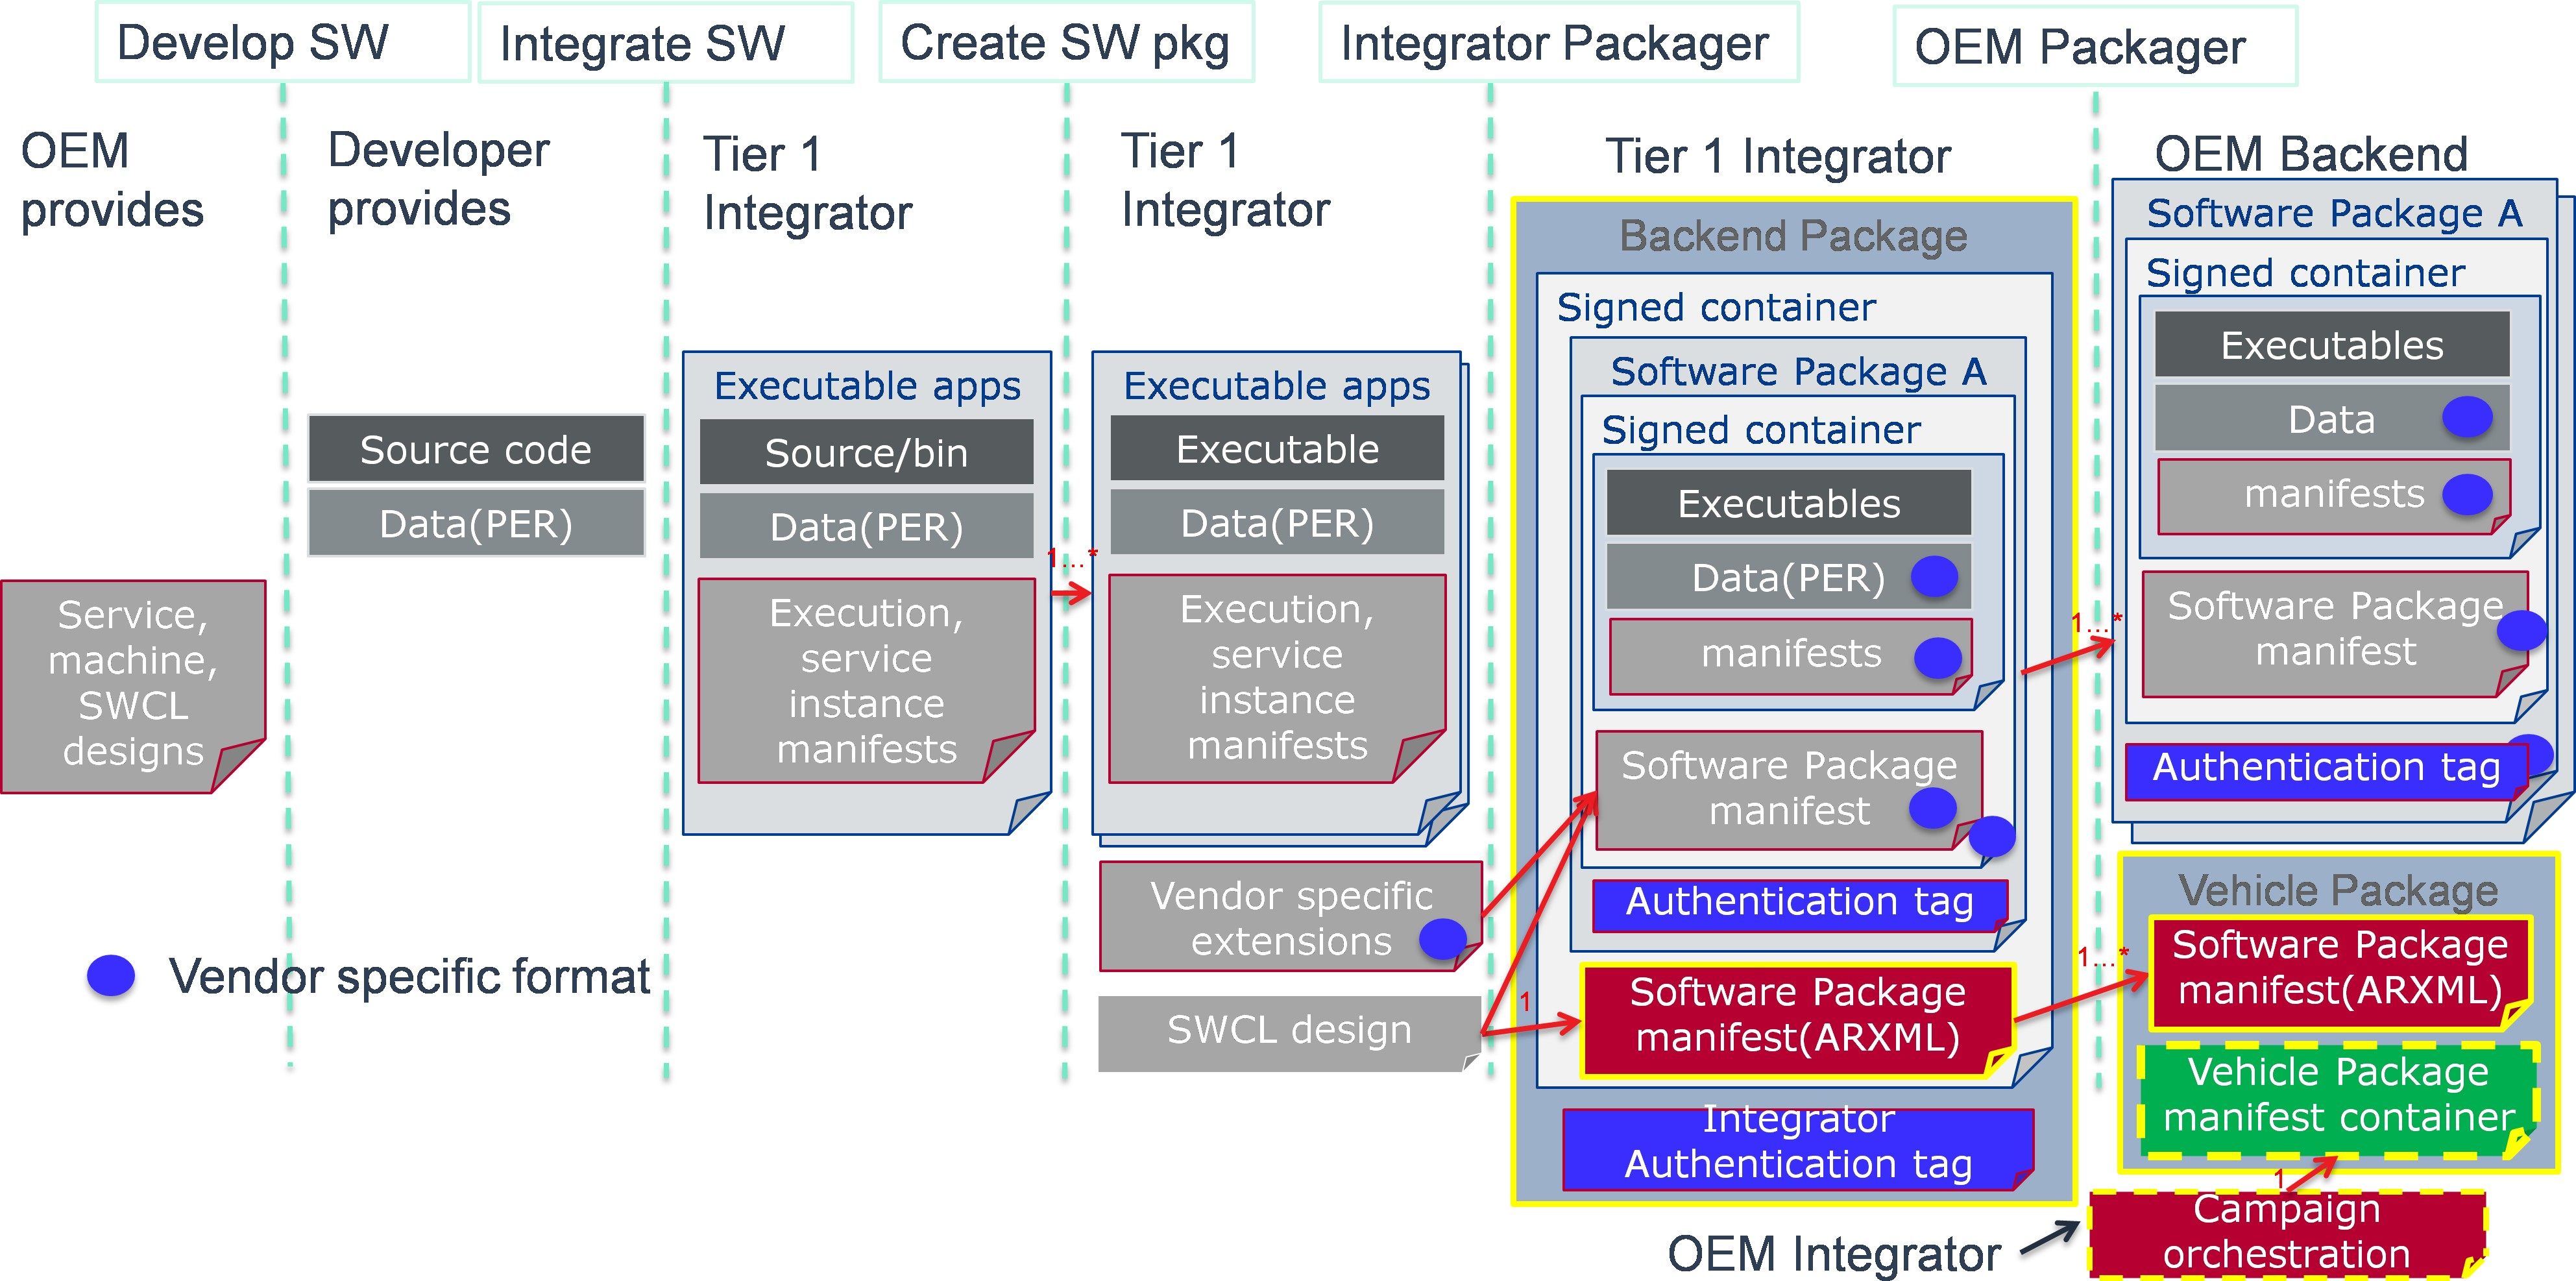 Develop SW
Integrate SW
Create SW pkg
Integrator Packager
OEM Packager
OEM
provides
Developer
provides
Tier 1
Integrator
Tier 1
Integrator
Tier 1 Integrator
OEM Backend
Service,
machine,
SWCL
designs
Source code
Data(PER)
Executable apps
Source/bin
Data(PER)
Execution,
service
instance
manifests
1...*
Executable apps
Executable
Data(PER)
Execution,
service
instance
manifests
Vendor specific
extensions
SWCL design
1
Backend Package
Signed container
Software Package A
Signed container
Executables
Data(PER)
manifests
Software Package
manifest
Authentication tag
Software Package
manifest(ARXML)
Integrator
Authentication tag
1...*
1...*
Software Package A
Signed container
Executables
Data
manifests
Software Package
manifest
Authentication tag
Vehicle Package
Software Package
manifest(ARXML)
Vehicle Package
manifest container
1
Campaign
orchestration
OEM Integrator
Vendor specific format